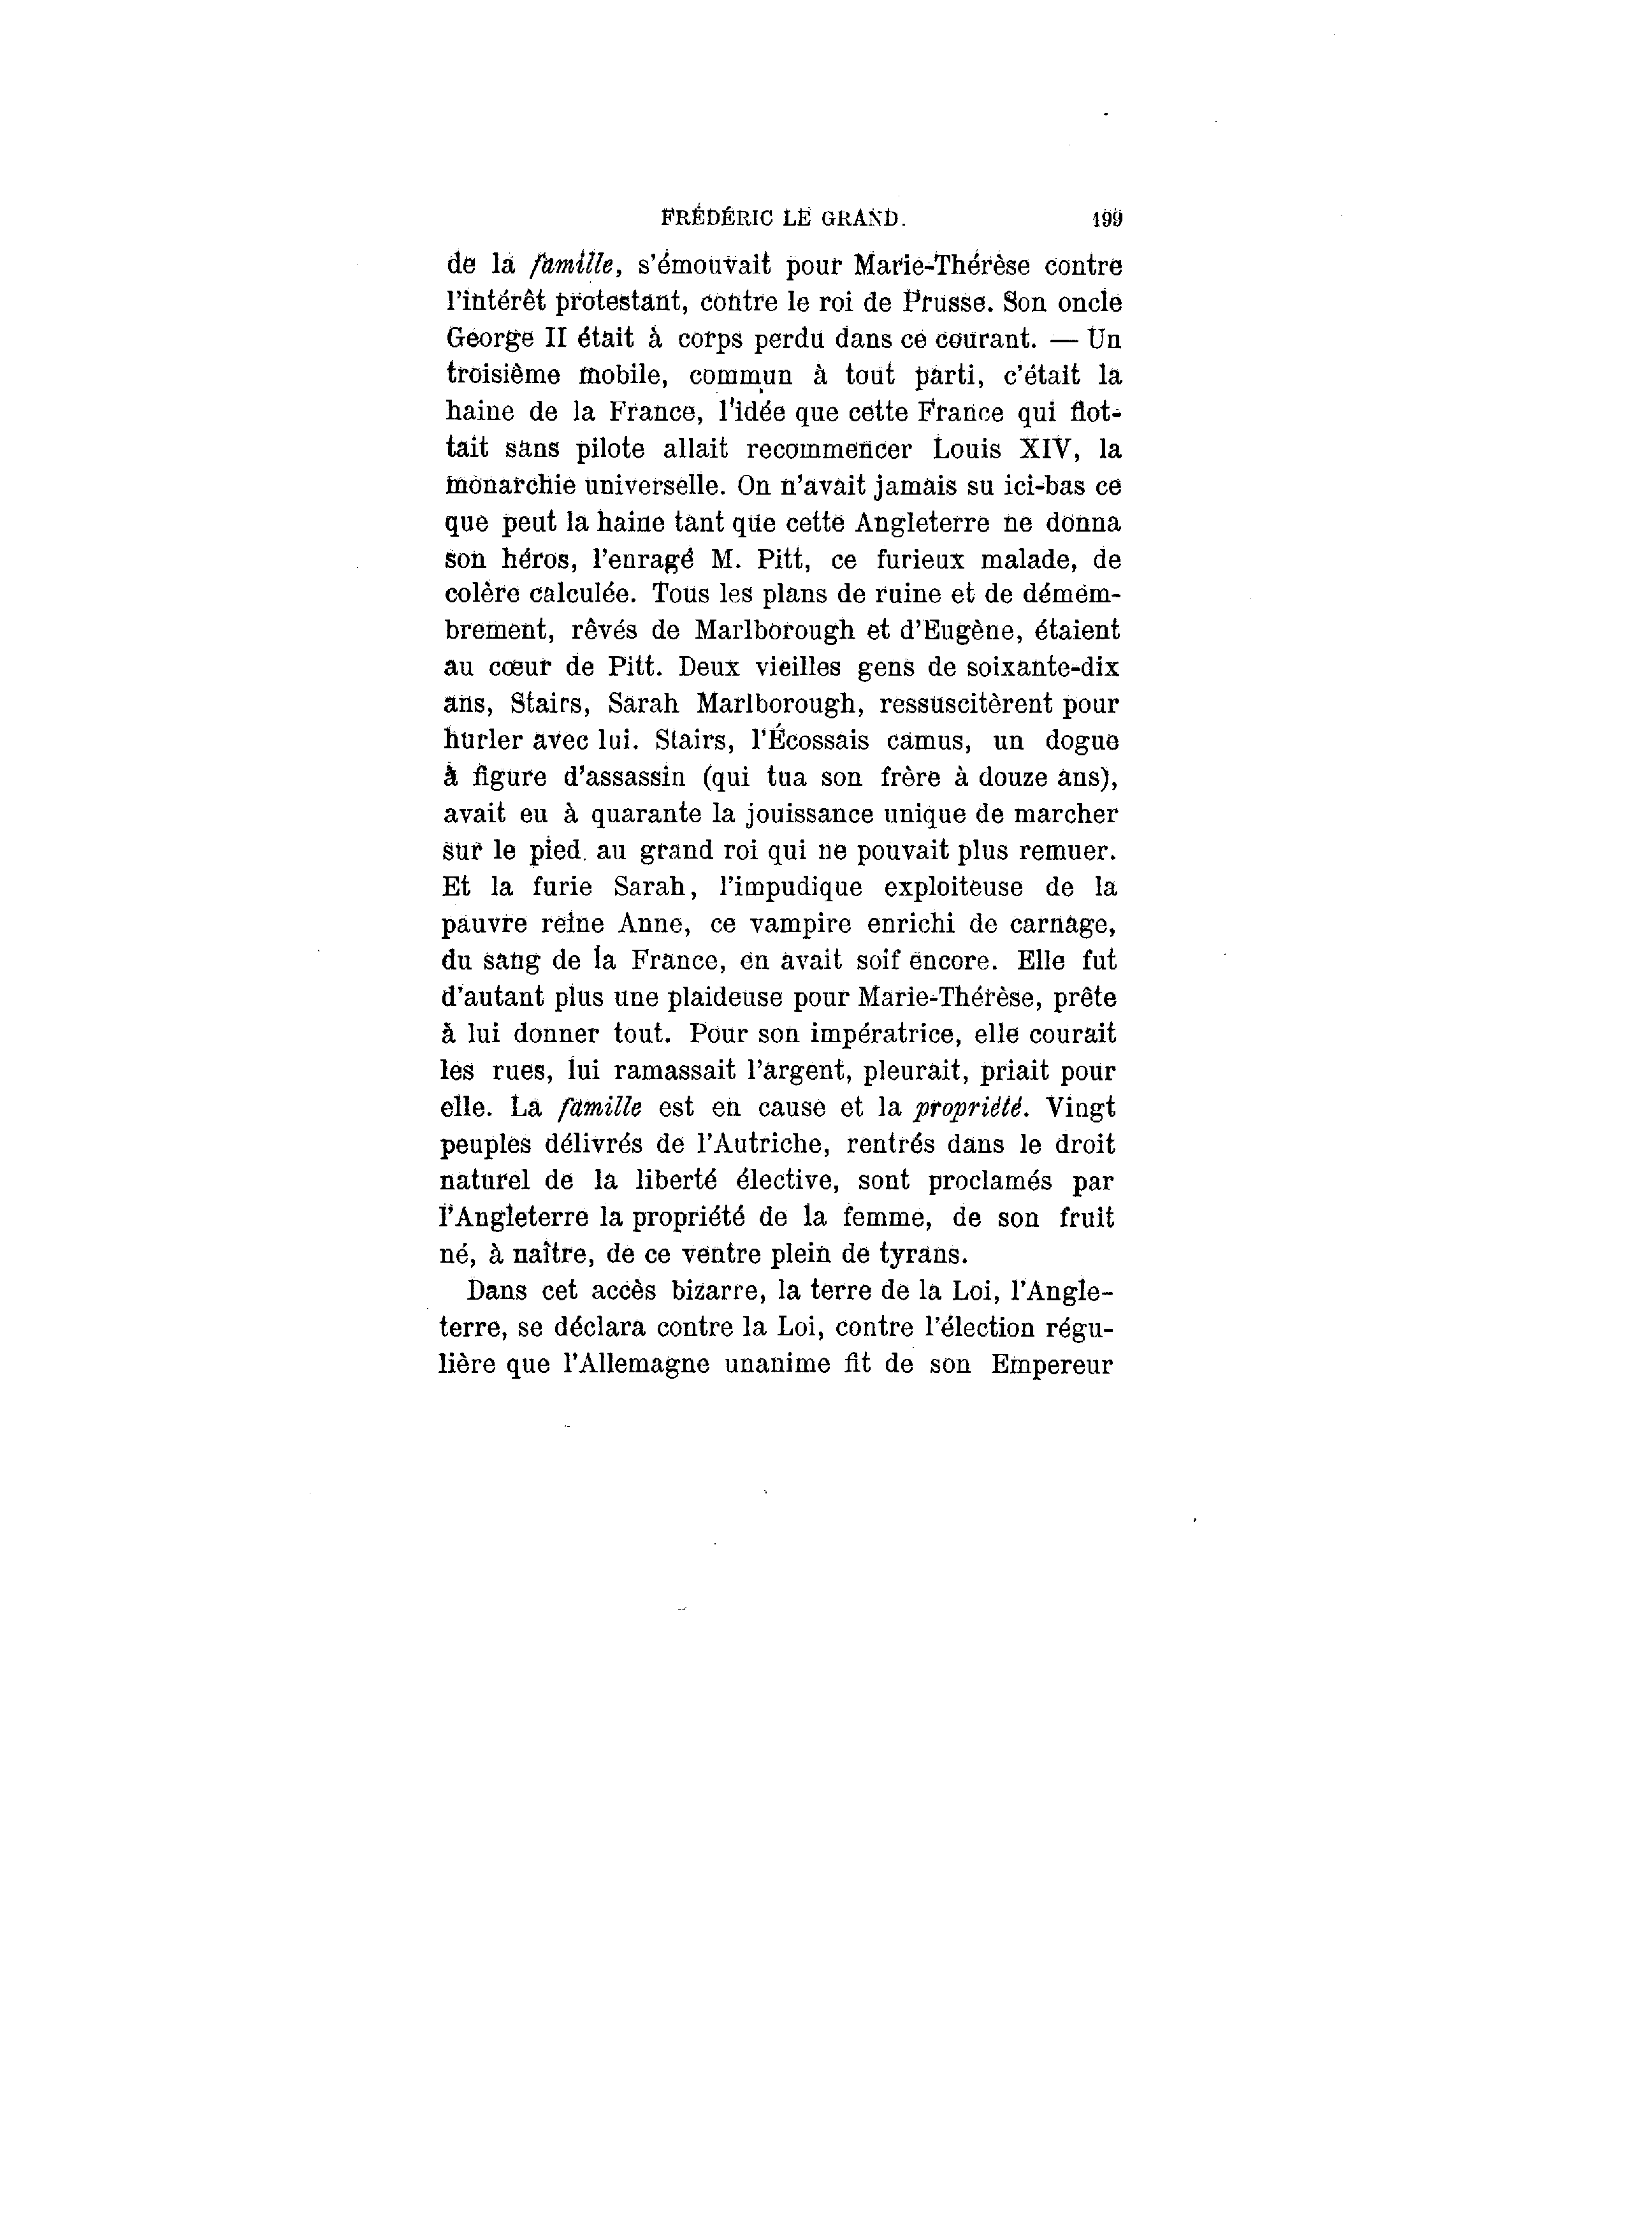 FRÉDÉRIC LE GRAND. 199
de la famille, s'émouvait pour Marie-Thérèse contre
l'intérêt protestant, contre le roi de Prusse. Son oncle
George II était à corps perdu dans ce courant. — Un
troisième mobile, commun à tout parti, c'était la
haine de la France, l'idée que cette France qui flot-
tait sans pilote allait recommencer Louis XIV, la
monarchie universelle. On n'avait jamais su ici-bas ce
que peut la haine tant que cette Angleterre ne donna
son héros, l'enragé M. Pitt, ce furieux malade, de
colère calculée. Tous les plans de ruine et de démem-
brement, rêvés de Marlborough et d'Eugène, étaient
au cœur de Pitt. Deux vieilles gens de soixante-dix
ans, Stairs, Sarah Marlborough, ressuscitèrent pour
hurler avec lui. Stairs, l'Écossais camus, un dogue
à figure d'assassin (qui tua son frère à douze ans),
avait eu à quarante la jouissance unique de marcher
sur le pied. au grand roi qui ne pouvait plus remuer.
Et la furie Sarah, l'impudique exploiteuse de la
pauvre reine Anne, ce vampire enrichi de carnage,
du sang de la France, en avait soif encore. Elle fut
d'autant plus une plaideuse pour Marie-Thérèse, prête
à lui donner tout. Pour son impératrice, elle courait
les rues, lui ramassait l'argent, pleurait, priait pour
elle. La famille est en cause et la propriété. Vingt
peuples délivrés de l'Autriche, rentrés dans le droit
naturel de la liberté élective, sont proclamés par
l'Angleterre la propriété de la femme, de son fruit
né, à naître, de ce ventre plein de tyrans.
Dans cet accès bizarre, la terre de la Loi, l'Angle-
terre, se déclara contre la Loi, contre l'élection régu-
lière que l'Allemagne unanime fit de son Empereur